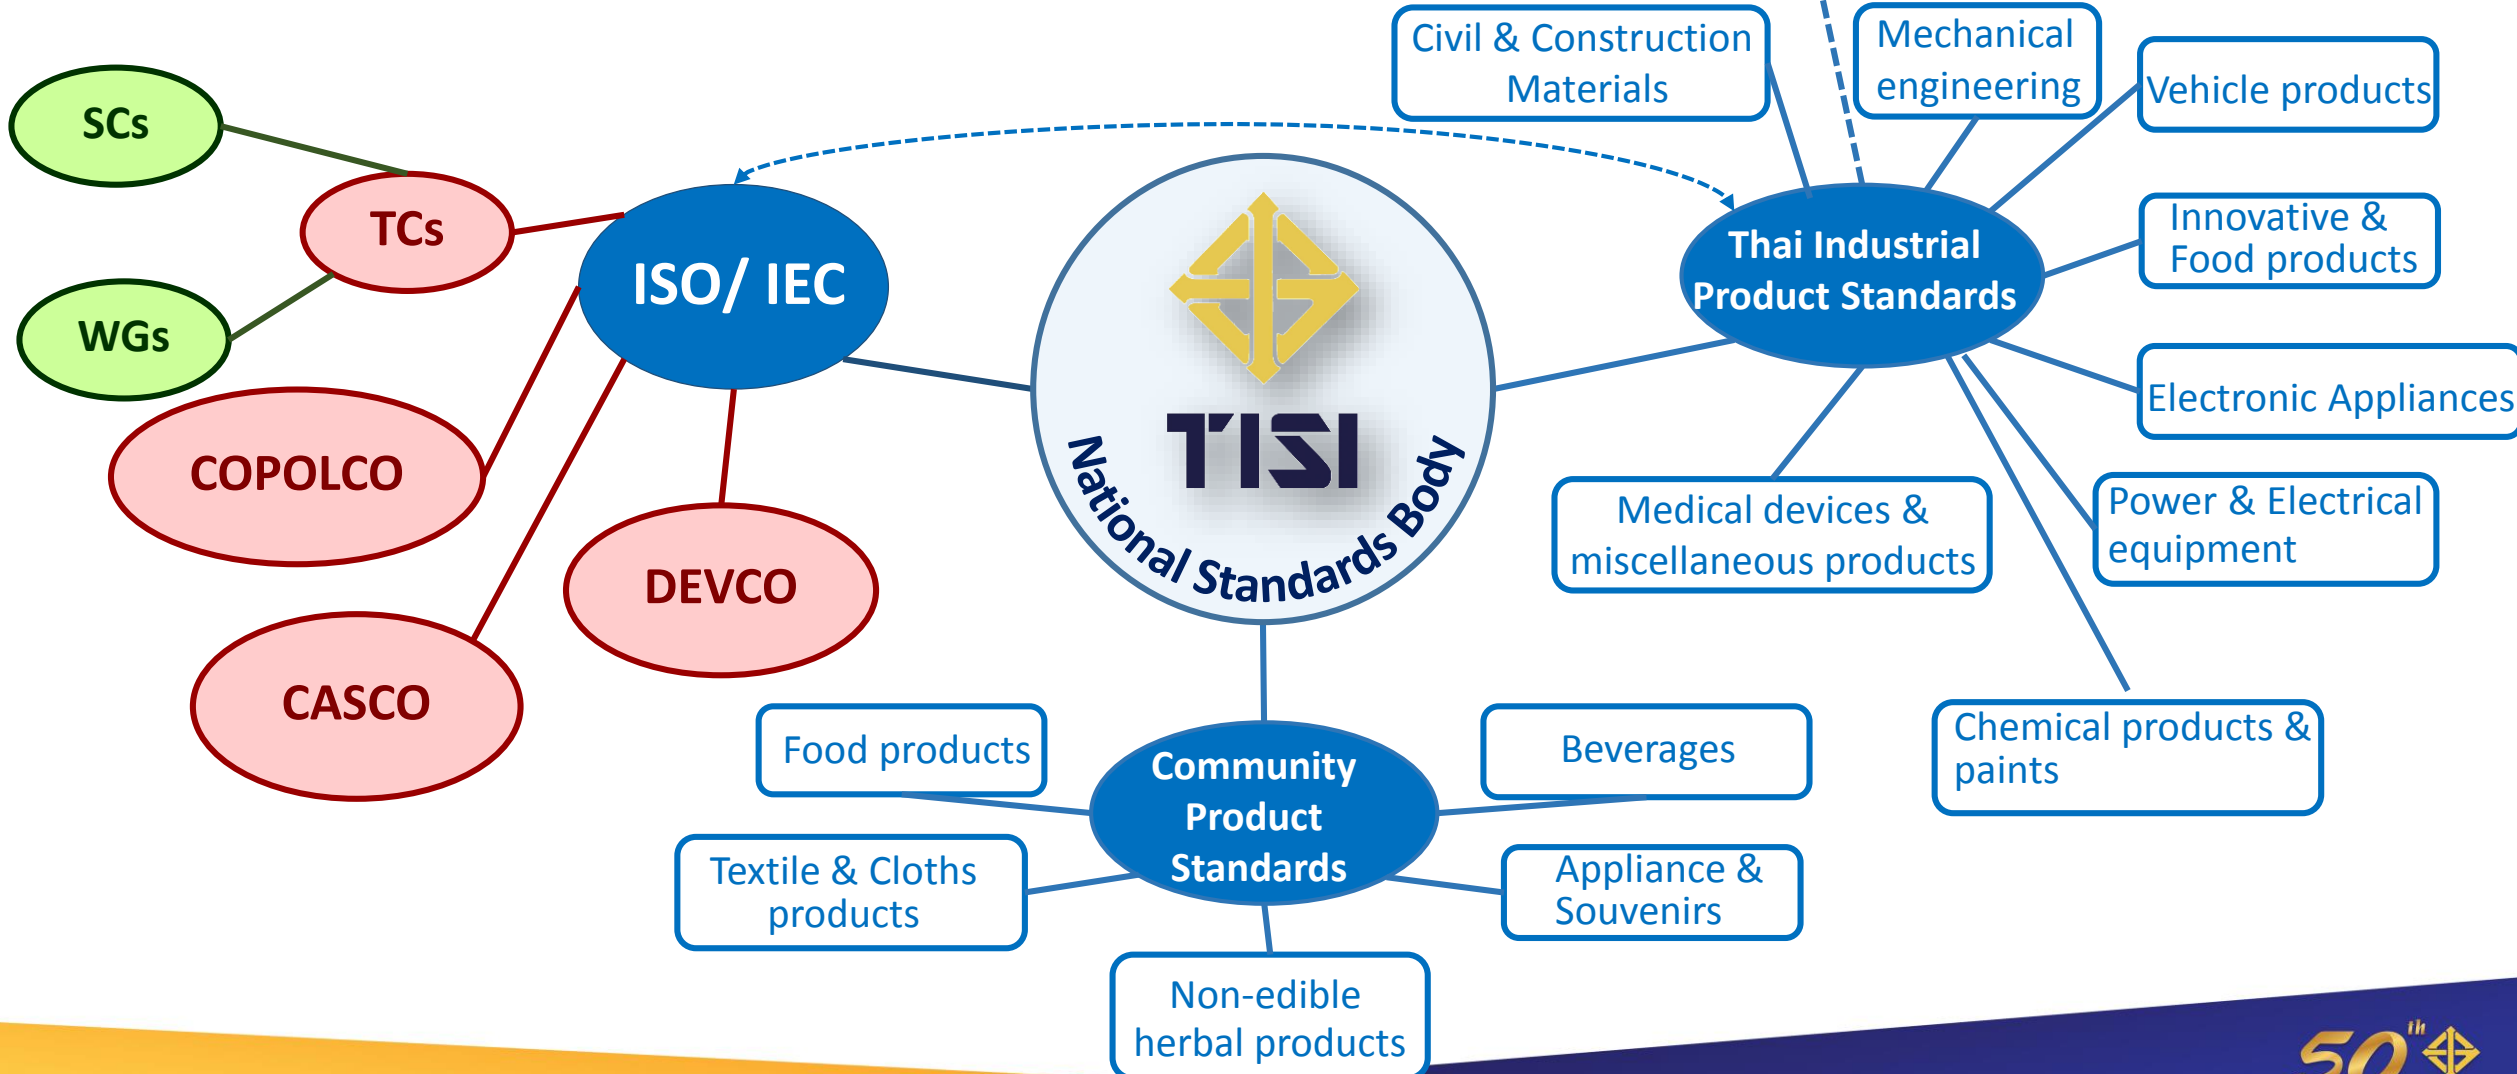 Civil & Construction
Materials
Mechanical
engineering
Vehicle products
SCs
TCs
WGs
ISO/ IEC
COPOLCO
CASCO
DEVCO
TISI
National Standards Body
Thai Industrial
Product Standards
Innovative &
Food products
Electronic Appliances
Power & Electrical
equipment
Medical devices &
miscellaneous products
Chemical products &
paints
Community
Product
Standards
Food products
Beverages
Textile & Cloths
products
Appliance &
Souvenirs
Non-edible
herbal products
50th